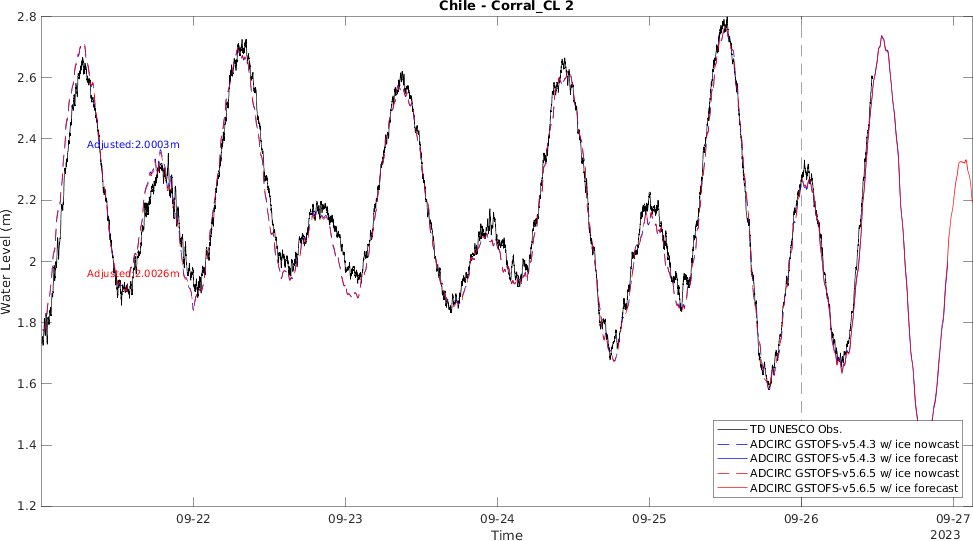 Chile - Corral_CL 2
2.8
2.6
2.4
2.2
2
1.8
1.6
1.4
1.2
Water Level (m)
Adjusted:2.0003m
Adjusted:2.0026m
TD UNESCO Obs.
ADCIRC GSTOFS-v5.4.3 w/ ice nowcast
ADCIRC GSTOFS-v5.4.3 w/ ice forecast
ADCIRC GSTOFS-v5.6.5 w/ ice nowcast
ADCIRC GSTOFS-v5.6.5 w/ ice forecast
09-22 09-23 09-24 09-25 09-26 09-27
Time
2023